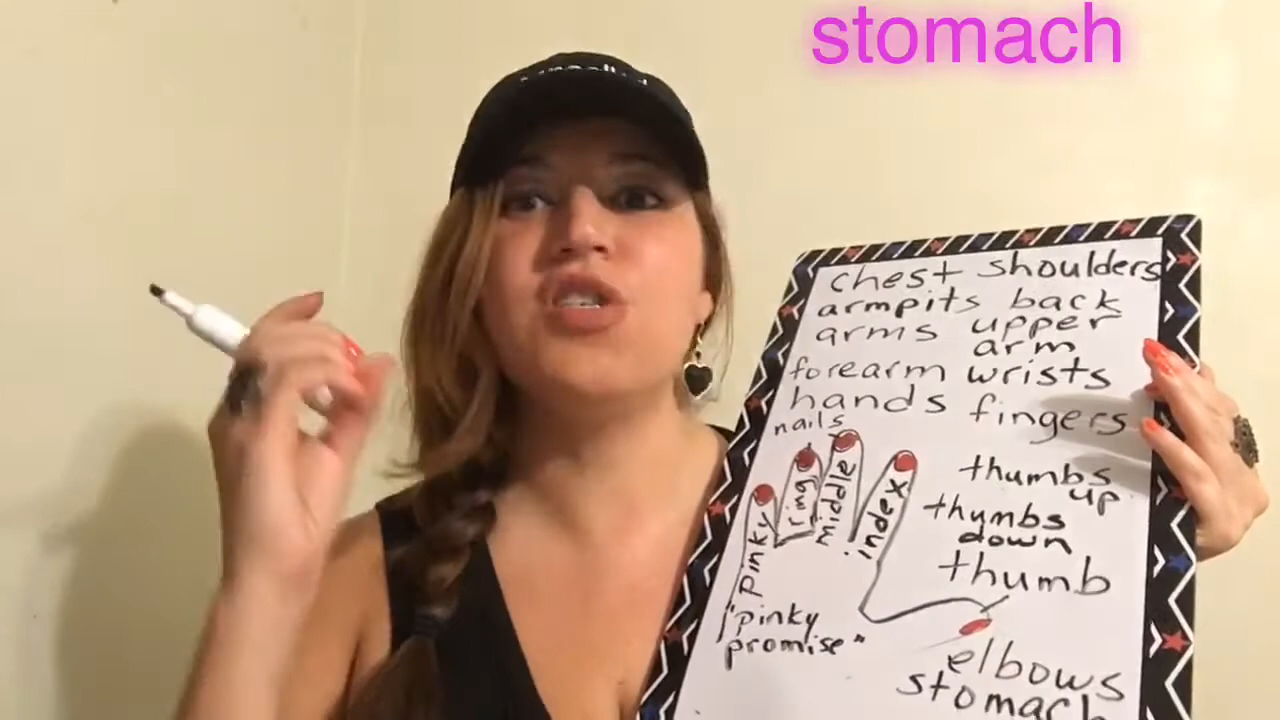 stomach
chest shoulders
armpits back
arms upper
arm
forearm wrists
hands fingers
nails
pinky ring middle index
thumbs
up
thumbs
down
thumb
"pinky
promise"
elbows
stomach